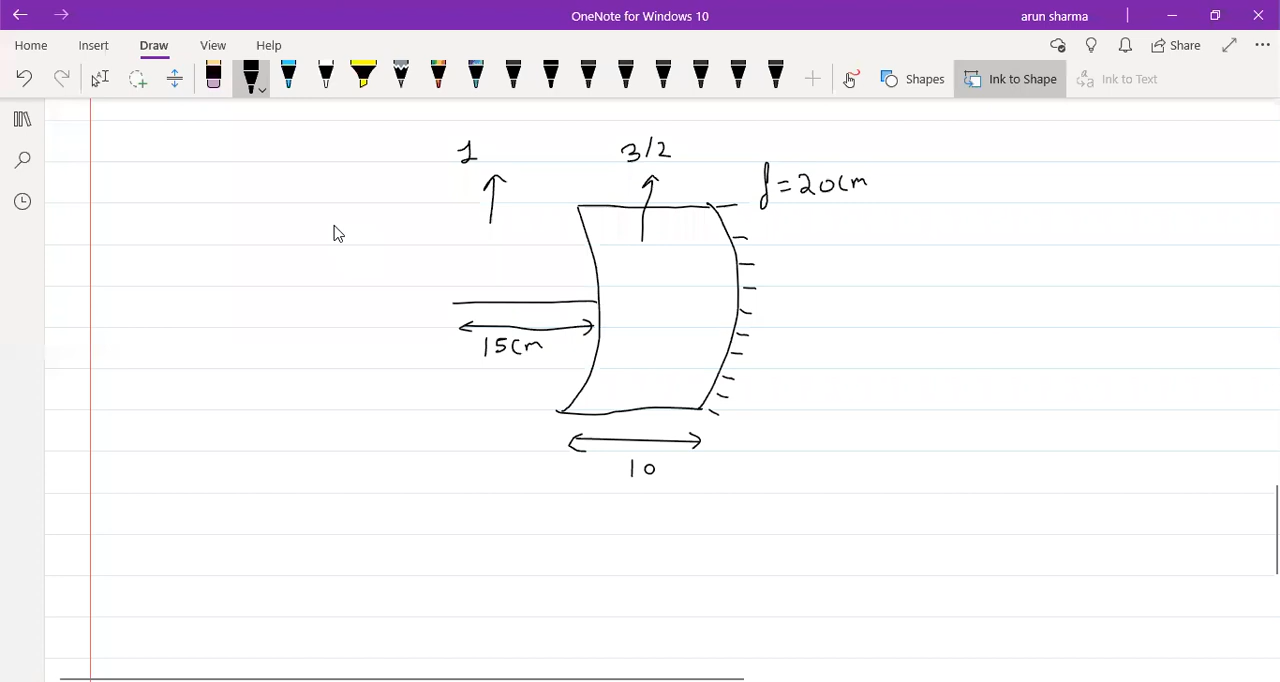 OneNote for Windows 10
arun sharma
Home Insert Draw View Help
Share
Shapes
Ink to Shape
Ink to Text
1
3/2
f = 20cm
15cm
10